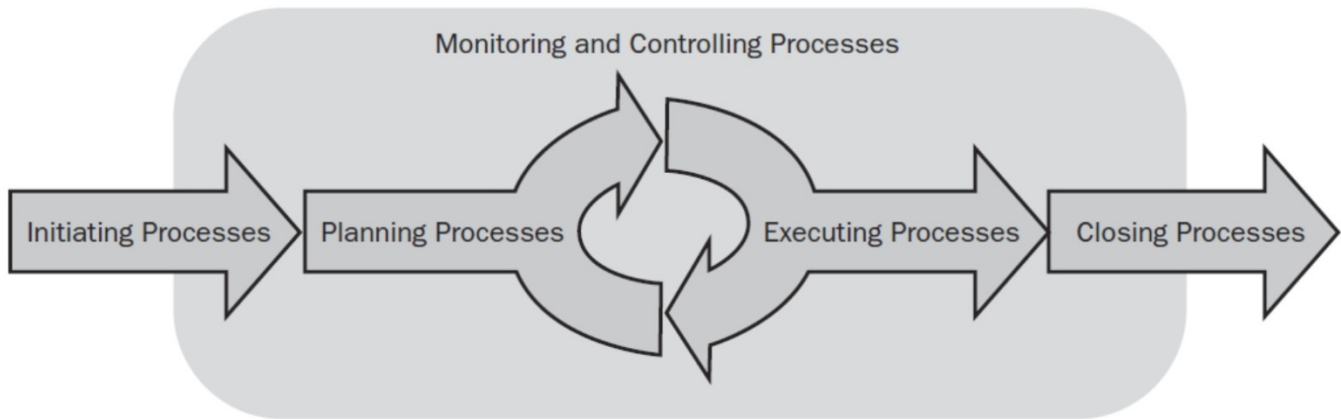 Monitoring and Controlling Processes
Initiating Processes
Planning Processes
Executing Processes
Closing Processes